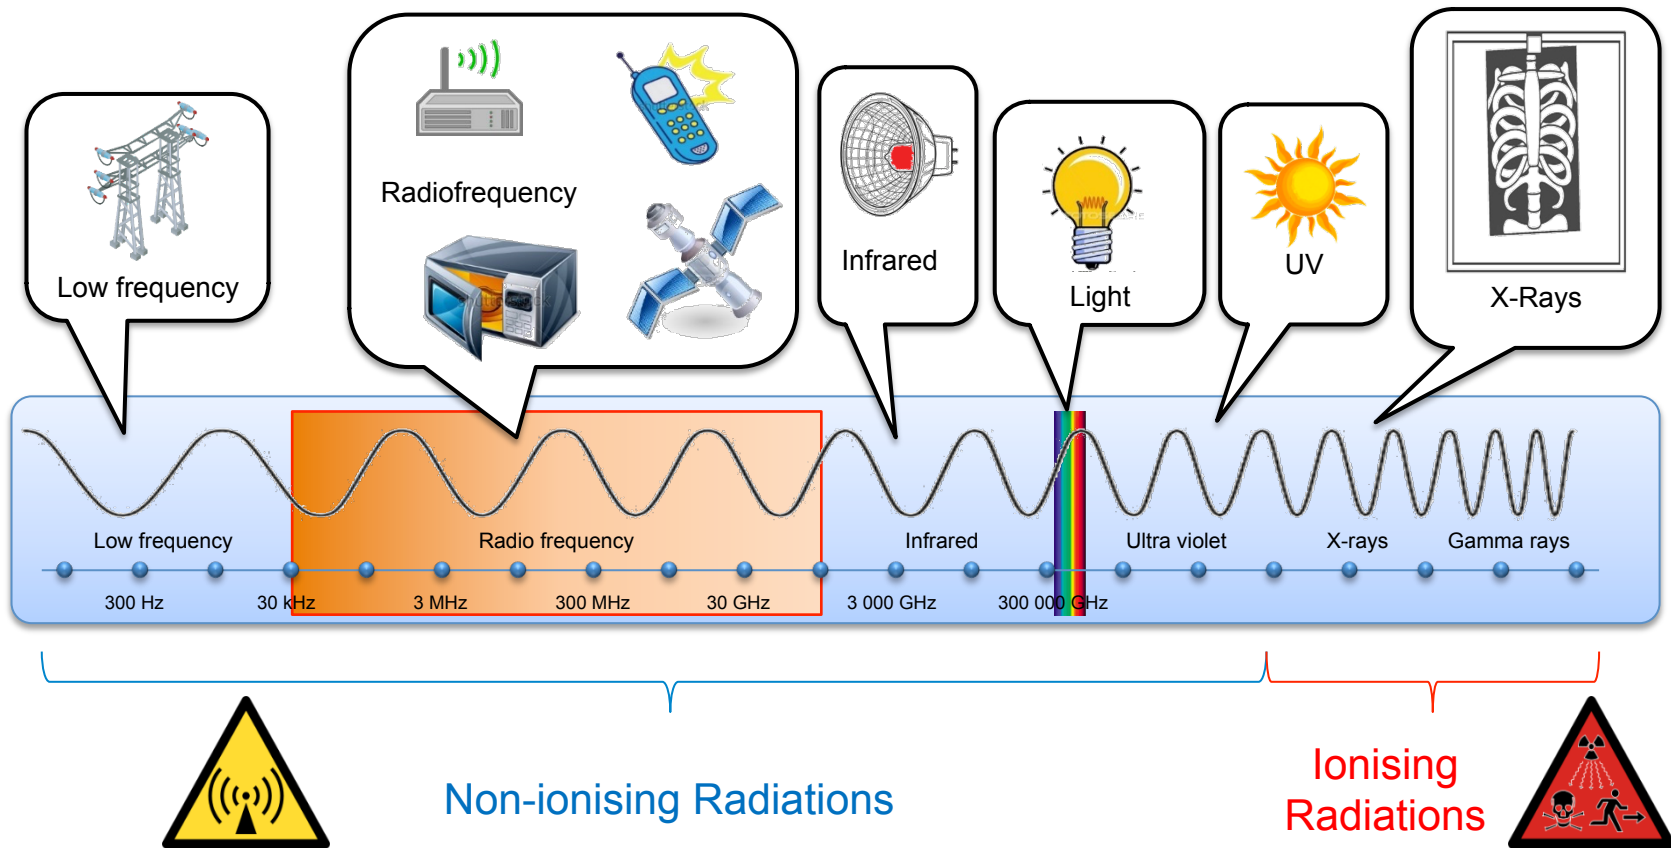 Low frequency
Radiofrequency
Infrared
Light
UV
X-Rays
Low frequency
Radio frequency
Infrared
Ultra violet
X-rays
Gamma rays
300 Hz
30 kHz
3 MHz
300 MHz
30 GHz
3 000 GHz
300 000 GHz
Non-ionising Radiations
Ionising
Radiations